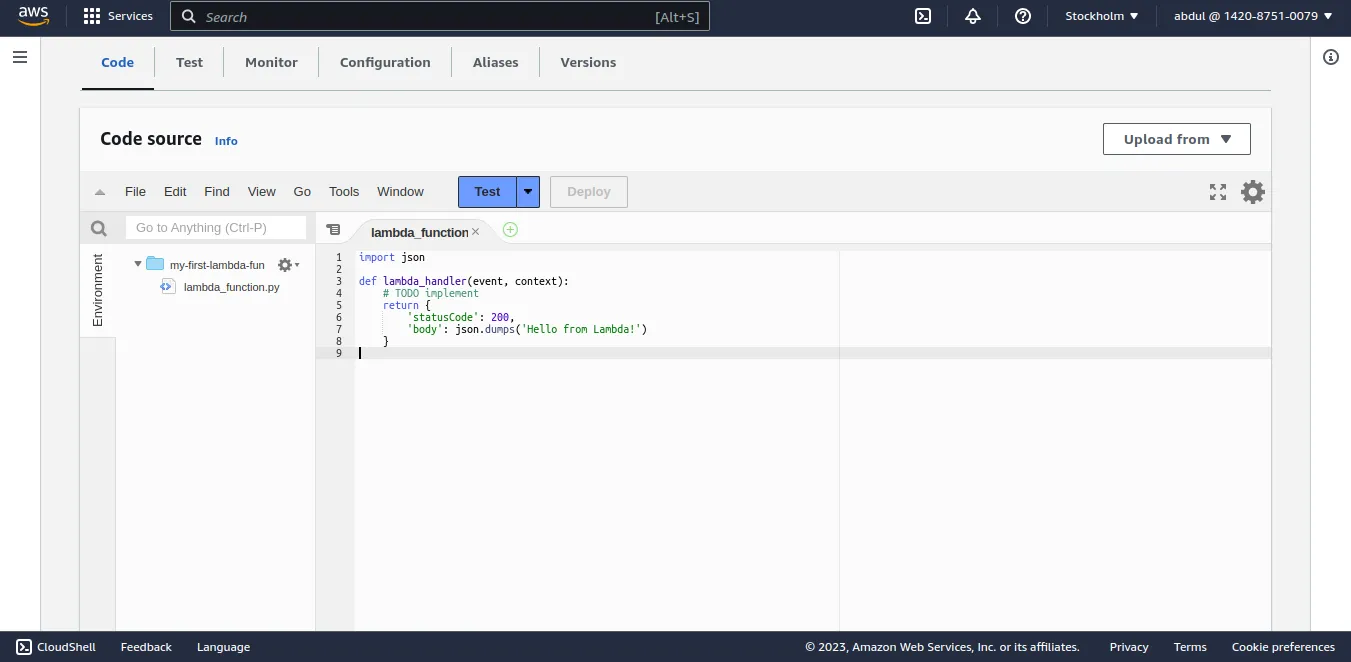 aws Services Search [Alt+S] Stockholm ▼ abdul @ 1420-8751-0079 ▼
Code Test Monitor Configuration Aliases Versions
Code source Info Upload from ▼
File Edit Find View Go Tools Window Test Deploy
Go to Anything (Ctrl-P) lambda_function ×
Environment
my-first-lambda-fun
lambda_function.py
1 import json
2
3 def lambda_handler(event, context):
4     # TODO implement
5     return {
6         'statusCode': 200,
7         'body': json.dumps('Hello from Lambda!')
8     }
9
CloudShell Feedback Language © 2023, Amazon Web Services, Inc. or its affiliates. Privacy Terms Cookie preferences